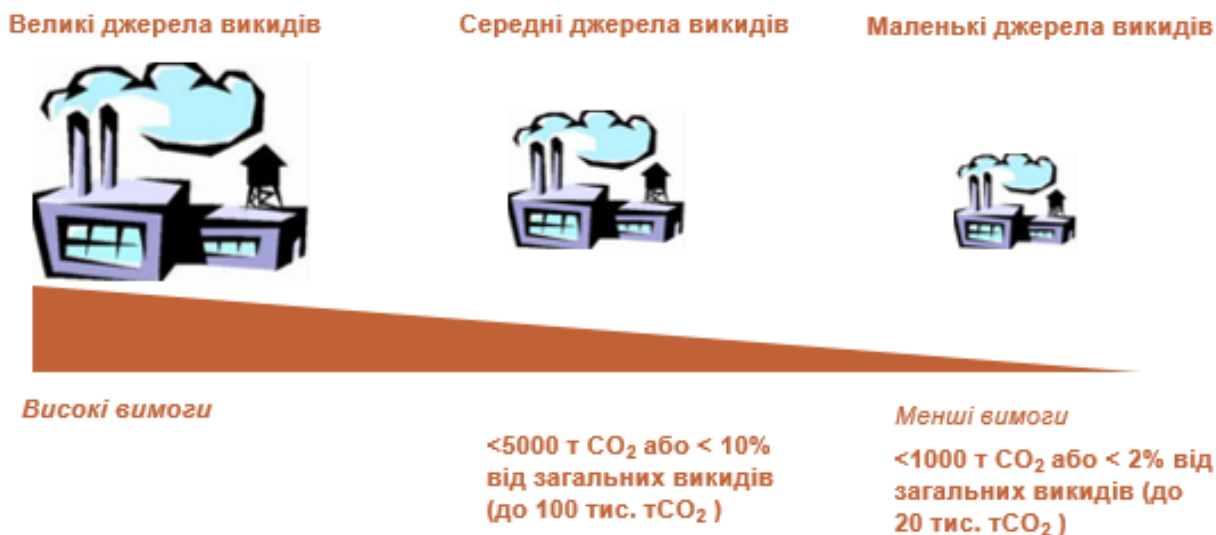 Великі джерела викидів
Середні джерела викидів
Маленькі джерела викидів
Високі вимоги
<5000 т CO₂ або < 10%
від загальних викидів
(до 100 тис. тCO₂ )
Менші вимоги
<1000 т CO₂ або < 2% від
загальних викидів (до
20 тис. тCO₂ )